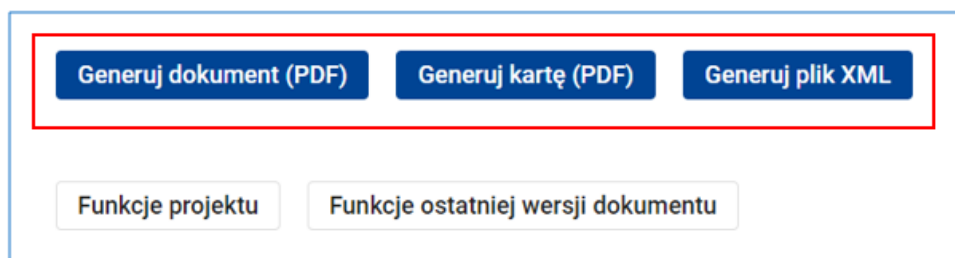 Generuj dokument (PDF) Generuj kartę (PDF) Generuj plik XML
Funkcje projektu Funkcje ostatniej wersji dokumentu